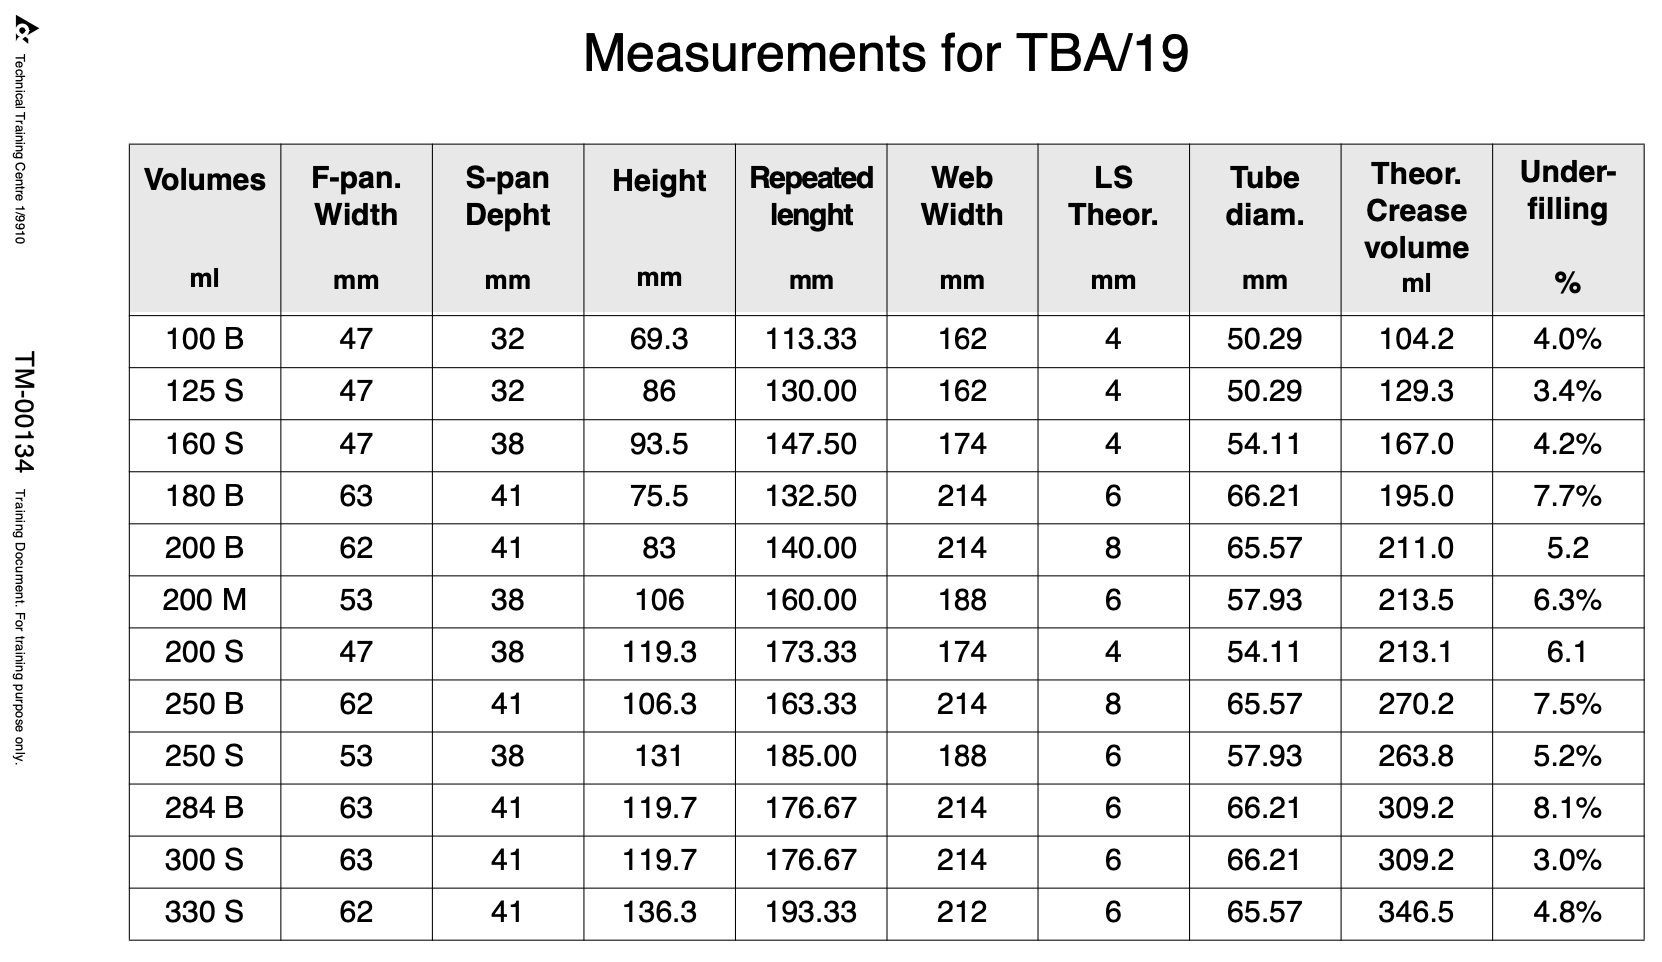 Measurements for TBA/19
Volumes ml | F-pan. Width mm | S-pan Depht mm | Height mm | Repeated lenght mm | Web Width mm | LS Theor. mm | Tube diam. mm | Theor. Crease volume ml | Under-filling %
100 B | 47 | 32 | 69.3 | 113.33 | 162 | 4 | 50.29 | 104.2 | 4.0%
125 S | 47 | 32 | 86 | 130.00 | 162 | 4 | 50.29 | 129.3 | 3.4%
160 S | 47 | 38 | 93.5 | 147.50 | 174 | 4 | 54.11 | 167.0 | 4.2%
180 B | 63 | 41 | 75.5 | 132.50 | 214 | 6 | 66.21 | 195.0 | 7.7%
200 B | 62 | 41 | 83 | 140.00 | 214 | 8 | 65.57 | 211.0 | 5.2
200 M | 53 | 38 | 106 | 160.00 | 188 | 6 | 57.93 | 213.5 | 6.3%
200 S | 47 | 38 | 119.3 | 173.33 | 174 | 4 | 54.11 | 213.1 | 6.1
250 B | 62 | 41 | 106.3 | 163.33 | 214 | 8 | 65.57 | 270.2 | 7.5%
250 S | 53 | 38 | 131 | 185.00 | 188 | 6 | 57.93 | 263.8 | 5.2%
284 B | 63 | 41 | 119.7 | 176.67 | 214 | 6 | 66.21 | 309.2 | 8.1%
300 S | 63 | 41 | 119.7 | 176.67 | 214 | 6 | 66.21 | 309.2 | 3.0%
330 S | 62 | 41 | 136.3 | 193.33 | 212 | 6 | 65.57 | 346.5 | 4.8%
Technical Training Centre 1/9910
TM-00134 Training Document. For training purpose only.